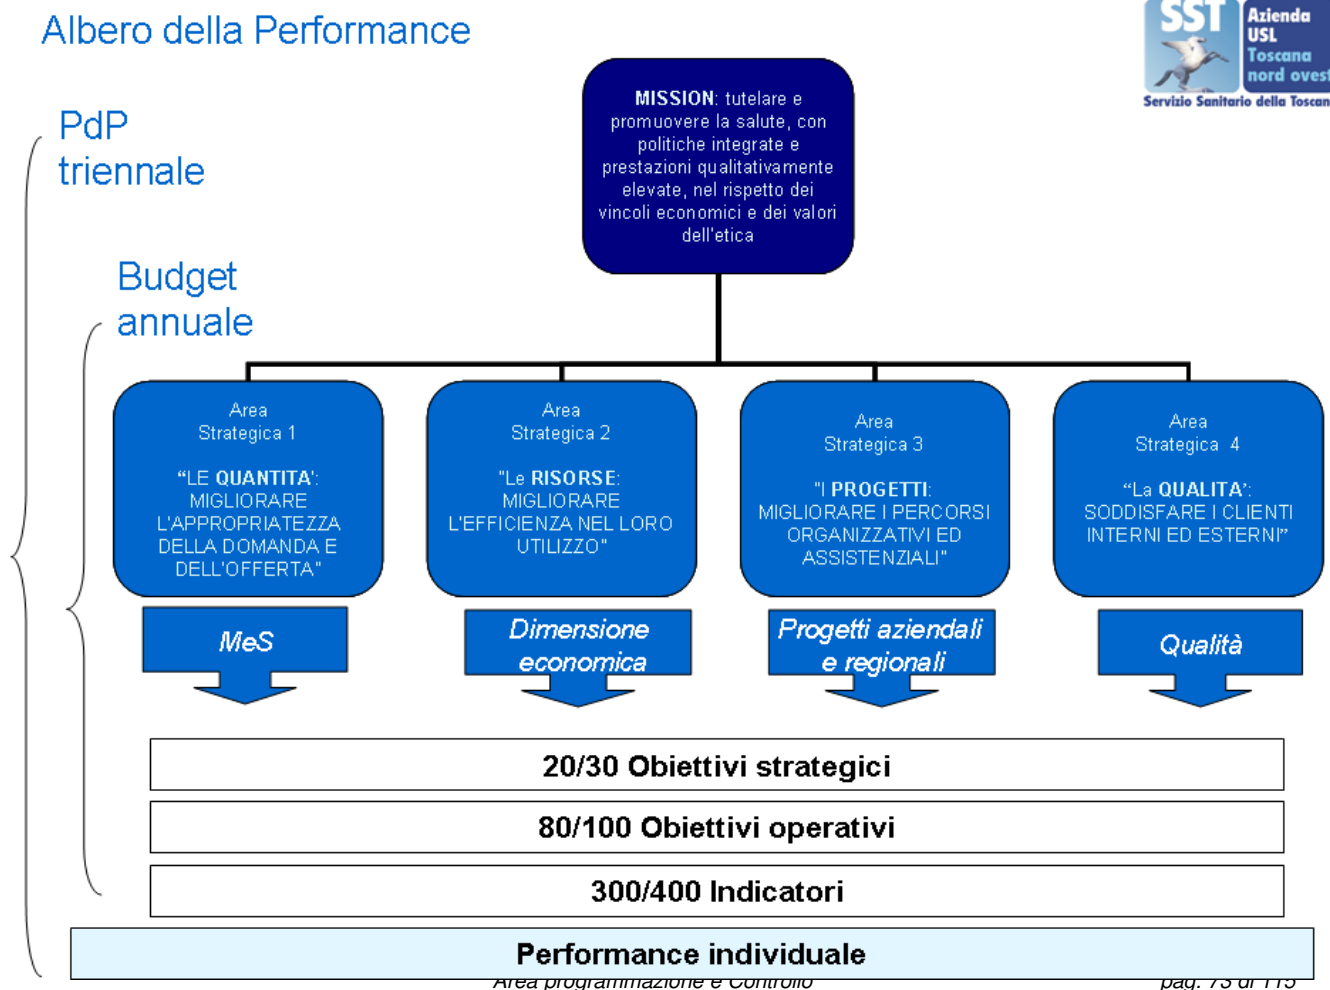 Albero della Performance
SST
Azienda
USL
Toscana
nord ovest
Servizio Sanitario della Toscan
PdP
triennale
MISSION: tutelare e
promuovere la salute, con
politiche integrate e
prestazioni qualitativamente
elevate, nel rispetto dei
vincoli economici e dei valori
dell'etica
Budget
annuale
Area
Strategica 1
“LE QUANTITA':
MIGLIORARE
L'APPROPRIATEZZA
DELLA DOMANDA E
DELL'OFFERTA"
Area
Strategica 2
"Le RISORSE:
MIGLIORARE
L'EFFICIENZA NEL LORO
UTILIZZO"
Area
Strategica 3
"I PROGETTI:
MIGLIORARE I PERCORSI
ORGANIZZATIVI ED
ASSISTENZIALI"
Area
Strategica 4
“La QUALITA':
SODDISFARE I CLIENTI
INTERNI ED ESTERNI”
MeS
Dimensione
economica
Progetti aziendali
e regionali
Qualità
20/30 Obiettivi strategici
80/100 Obiettivi operativi
300/400 Indicatori
Performance individuale
Area programmazione e Controllo
pag. 73 di 115